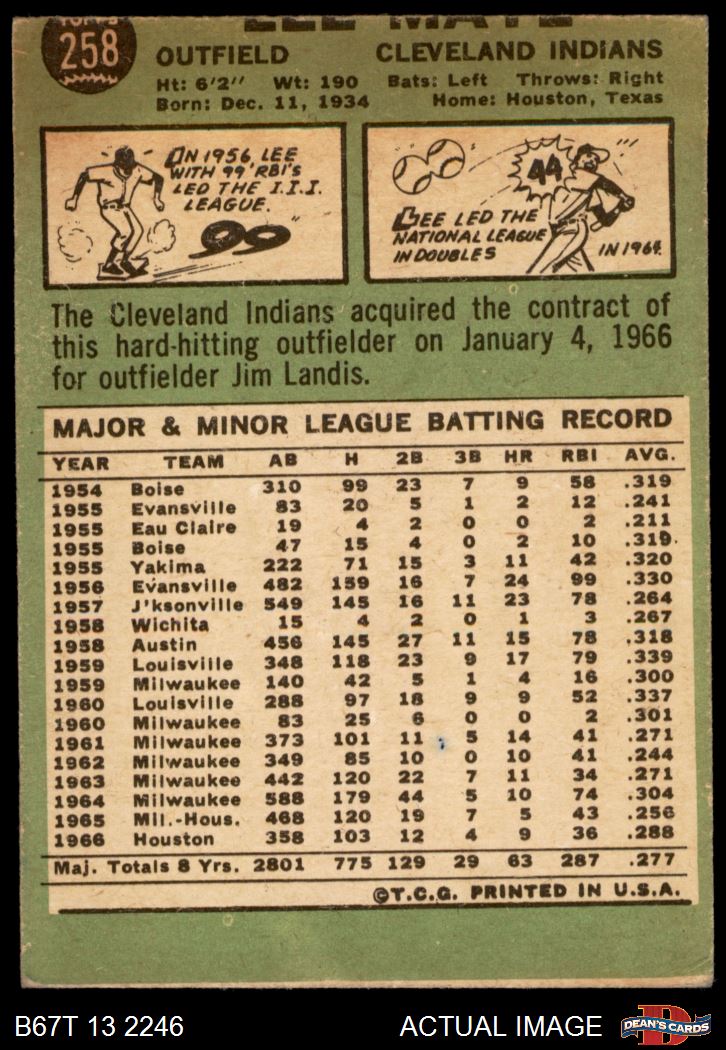 TOPPS
258
LEE MAYE
OUTFIELD CLEVELAND INDIANS
Ht: 6'2" Wt: 190 Bats: Left Throws: Right
Born: Dec. 11, 1934 Home: Houston, Texas
IN 1956, LEE
WITH 99 RBI'S
LED THE I.I.I.
LEAGUE.
99
44
LEE LED THE
NATIONAL LEAGUE
IN DOUBLES
IN 1964.
The Cleveland Indians acquired the contract of
this hard-hitting outfielder on January 4, 1966
for outfielder Jim Landis.
MAJOR & MINOR LEAGUE BATTING RECORD
YEAR TEAM AB H 2B 3B HR RBI AVG.
1954 Boise 310 99 23 7 9 58 .319
1955 Evansville 83 20 5 1 2 12 .241
1955 Eau Claire 19 4 2 0 0 2 .211
1955 Boise 47 15 4 0 2 10 .319
1955 Yakima 222 71 15 3 11 42 .320
1956 Evansville 482 159 16 7 24 99 .330
1957 J'ksonville 549 145 16 11 23 78 .264
1958 Wichita 15 4 2 0 1 3 .267
1958 Austin 456 145 27 11 15 78 .318
1959 Louisville 348 118 23 9 17 79 .339
1959 Milwaukee 140 42 5 1 4 16 .300
1960 Louisville 288 97 18 9 9 52 .337
1960 Milwaukee 83 25 6 0 0 2 .301
1961 Milwaukee 373 101 11 5 14 41 .271
1962 Milwaukee 349 85 10 0 10 41 .244
1963 Milwaukee 442 120 22 7 11 34 .271
1964 Milwaukee 588 179 44 5 10 74 .304
1965 Mil.-Hous. 468 120 19 7 5 43 .256
1966 Houston 358 103 12 4 9 36 .288
Maj. Totals 8 Yrs. 2801 775 129 29 63 287 .277
©T.C.G. PRINTED IN U.S.A.
B67T 13 2246 ACTUAL IMAGE
DEAN'S CARDS